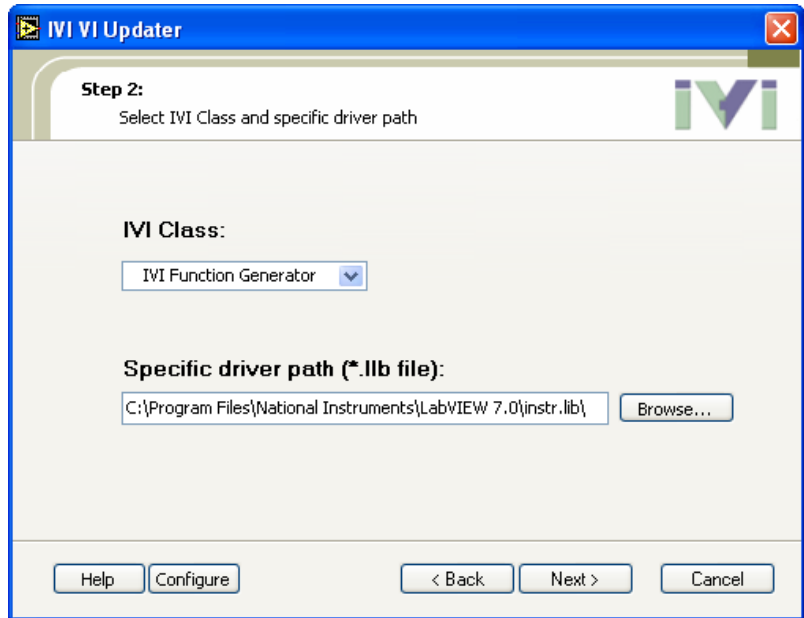 IVI VI Updater
Step 2:
Select IVI Class and specific driver path
IVI
IVI Class:
IVI Function Generator
Specific driver path (*.llb file):
C:\Program Files\National Instruments\LabVIEW 7.0\instr.lib\
Browse...
Help
Configure
< Back
Next >
Cancel